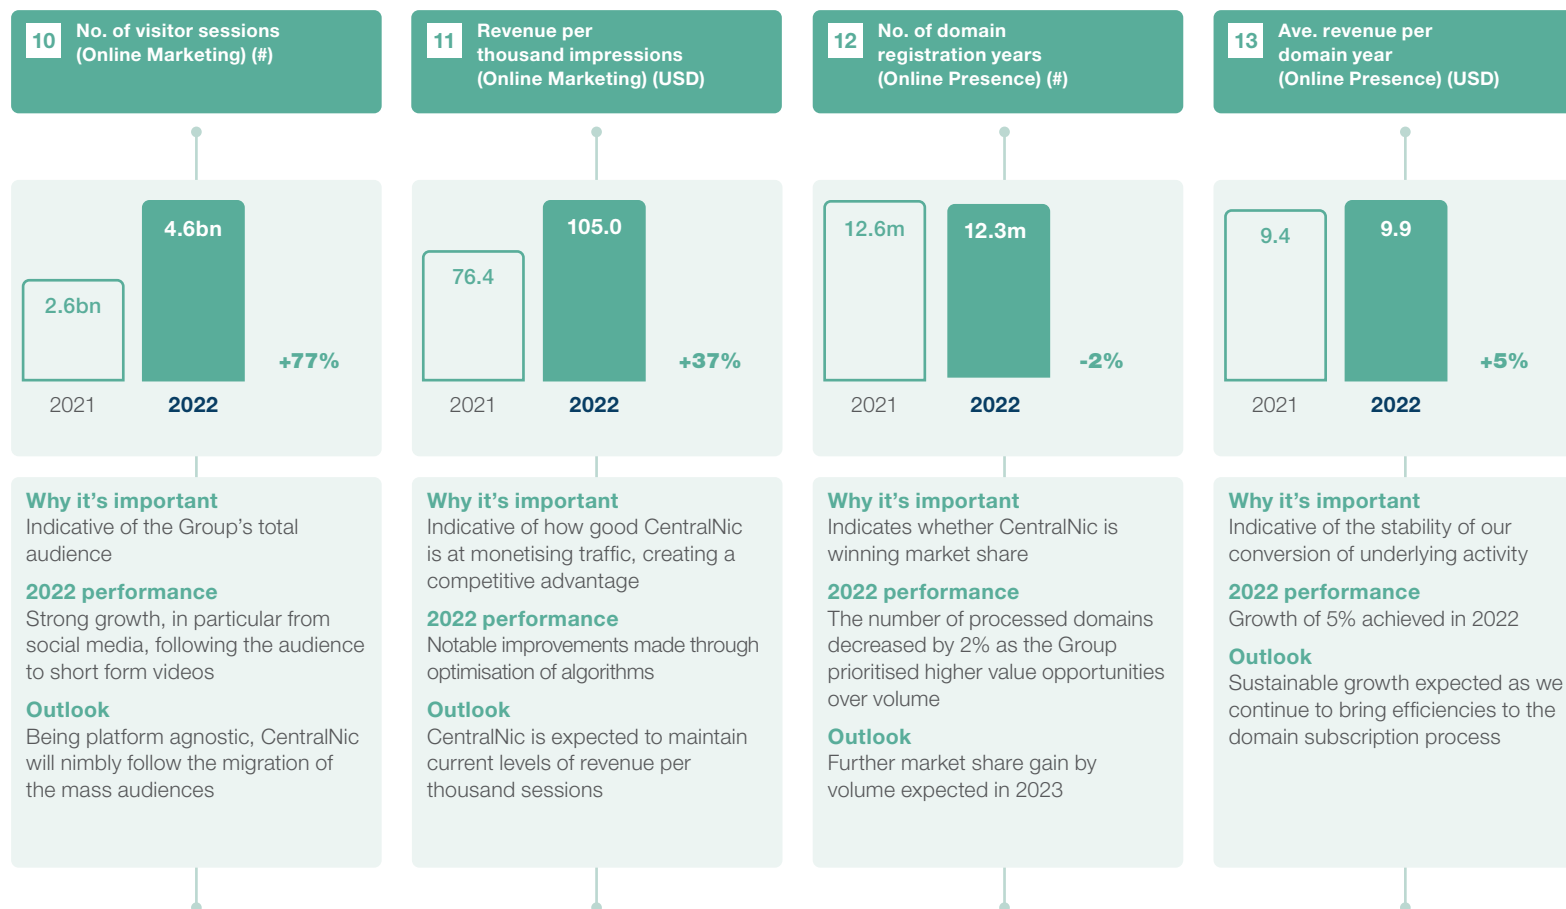 10
No. of visitor sessions
(Online Marketing) (#)
4.6bn
2.6bn
+77%
2021
2022
Why it’s important
Indicative of the Group’s total
audience
2022 performance
Strong growth, in particular from
social media, following the audience
to short form videos
Outlook
Being platform agnostic, CentralNic
will nimbly follow the migration of
the mass audiences
11
Revenue per
thousand impressions
(Online Marketing) (USD)
105.0
76.4
+37%
2021
2022
Why it’s important
Indicative of how good CentralNic
is at monetising traffic, creating a
competitive advantage
2022 performance
Notable improvements made through
optimisation of algorithms
Outlook
CentralNic is expected to maintain
current levels of revenue per
thousand sessions
12
No. of domain
registration years
(Online Presence) (#)
12.6m
12.3m
-2%
2021
2022
Why it’s important
Indicates whether CentralNic is
winning market share
2022 performance
The number of processed domains
decreased by 2% as the Group
prioritised higher value opportunities
over volume
Outlook
Further market share gain by
volume expected in 2023
13
Ave. revenue per
domain year
(Online Presence) (USD)
9.4
9.9
+5%
2021
2022
Why it’s important
Indicative of the stability of our
conversion of underlying activity
2022 performance
Growth of 5% achieved in 2022
Outlook
Sustainable growth expected as we
continue to bring efficiencies to the
domain subscription process